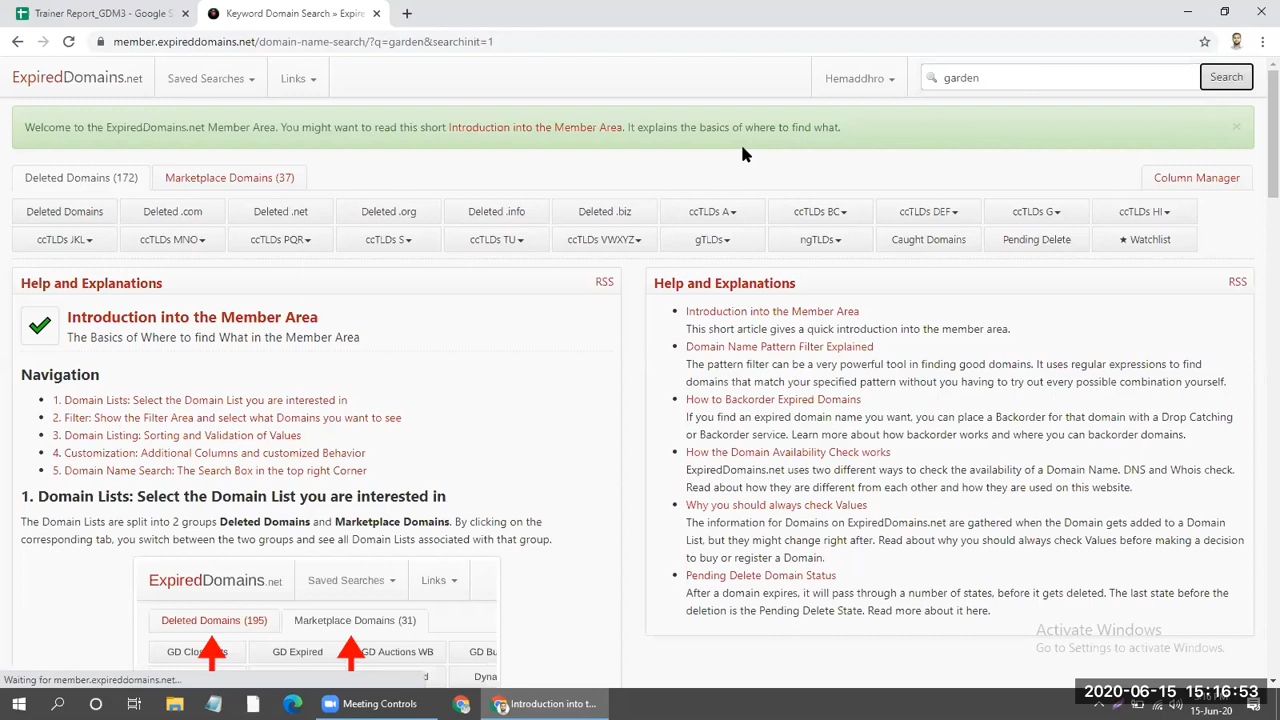 Trainer Report_GDM3 - Google S
Keyword Domain Search » Expire
member.expireddomains.net/domain-name-search/?q=garden&searchinit=1
ExpiredDomains.net
Saved Searches
Links
Hemaddhro
garden
Search
Welcome to the ExpiredDomains.net Member Area. You might want to read this short Introduction into the Member Area. It explains the basics of where to find what.
Deleted Domains (172)
Marketplace Domains (37)
Column Manager
Deleted Domains
Deleted .com
Deleted .net
Deleted .org
Deleted .info
Deleted .biz
ccTLDs A
ccTLDs BC
ccTLDs DEF
ccTLDs G
ccTLDs HI
ccTLDs JKL
ccTLDs MNO
ccTLDs PQR
ccTLDs S
ccTLDs TU
ccTLDs VWXYZ
gTLDs
ngTLDs
Caught Domains
Pending Delete
★ Watchlist
Help and Explanations
RSS
Introduction into the Member Area
The Basics of Where to find What in the Member Area
Navigation
1. Domain Lists: Select the Domain List you are interested in
2. Filter: Show the Filter Area and select what Domains you want to see
3. Domain Listing: Sorting and Validation of Values
4. Customization: Additional Columns and customized Behavior
5. Domain Name Search: The Search Box in the top right Corner
1. Domain Lists: Select the Domain List you are interested in
The Domain Lists are split into 2 groups Deleted Domains and Marketplace Domains. By clicking on the
corresponding tab, you switch between the two groups and see all Domain Lists associated with that group.
ExpiredDomains.net
Saved Searches
Links
Deleted Domains (195)
Marketplace Domains (31)
GD Expired
GD Auctions WB
Help and Explanations
RSS
Introduction into the Member Area
This short article gives a quick introduction into the member area.
Domain Name Pattern Filter Explained
The pattern filter can be a very powerful tool in finding good domains. It uses regular expressions to find
domains that match your specified pattern without you having to try out every possible combination yourself.
How to Backorder Expired Domains
If you find an expired domain name you want, you can place a Backorder for that domain with a Drop Catching
or Backorder service. Learn more about how backorder works and where you can backorder domains.
How the Domain Availability Check works
ExpiredDomains.net uses two different ways to check the availability of a Domain Name. DNS and Whois check.
Read about how they are different from each other and how they are used on this website.
Why you should always check Values
The information for Domains on ExpiredDomains.net are gathered when the Domain gets added to a Domain
List, but they might change right after. Read about why you should always check Values before making a decision
to buy or register a Domain.
Pending Delete Domain Status
After a domain expires, it will pass through a number of states, before it gets deleted. The last state before the
deletion is the Pending Delete State. Read more about it here.
Activate Windows
Go to Settings to activate Windows.
Waiting for member.expireddomains.net...
Meeting Controls
Introduction into t...
2020-06-15 15:16:53
15-Jun-20